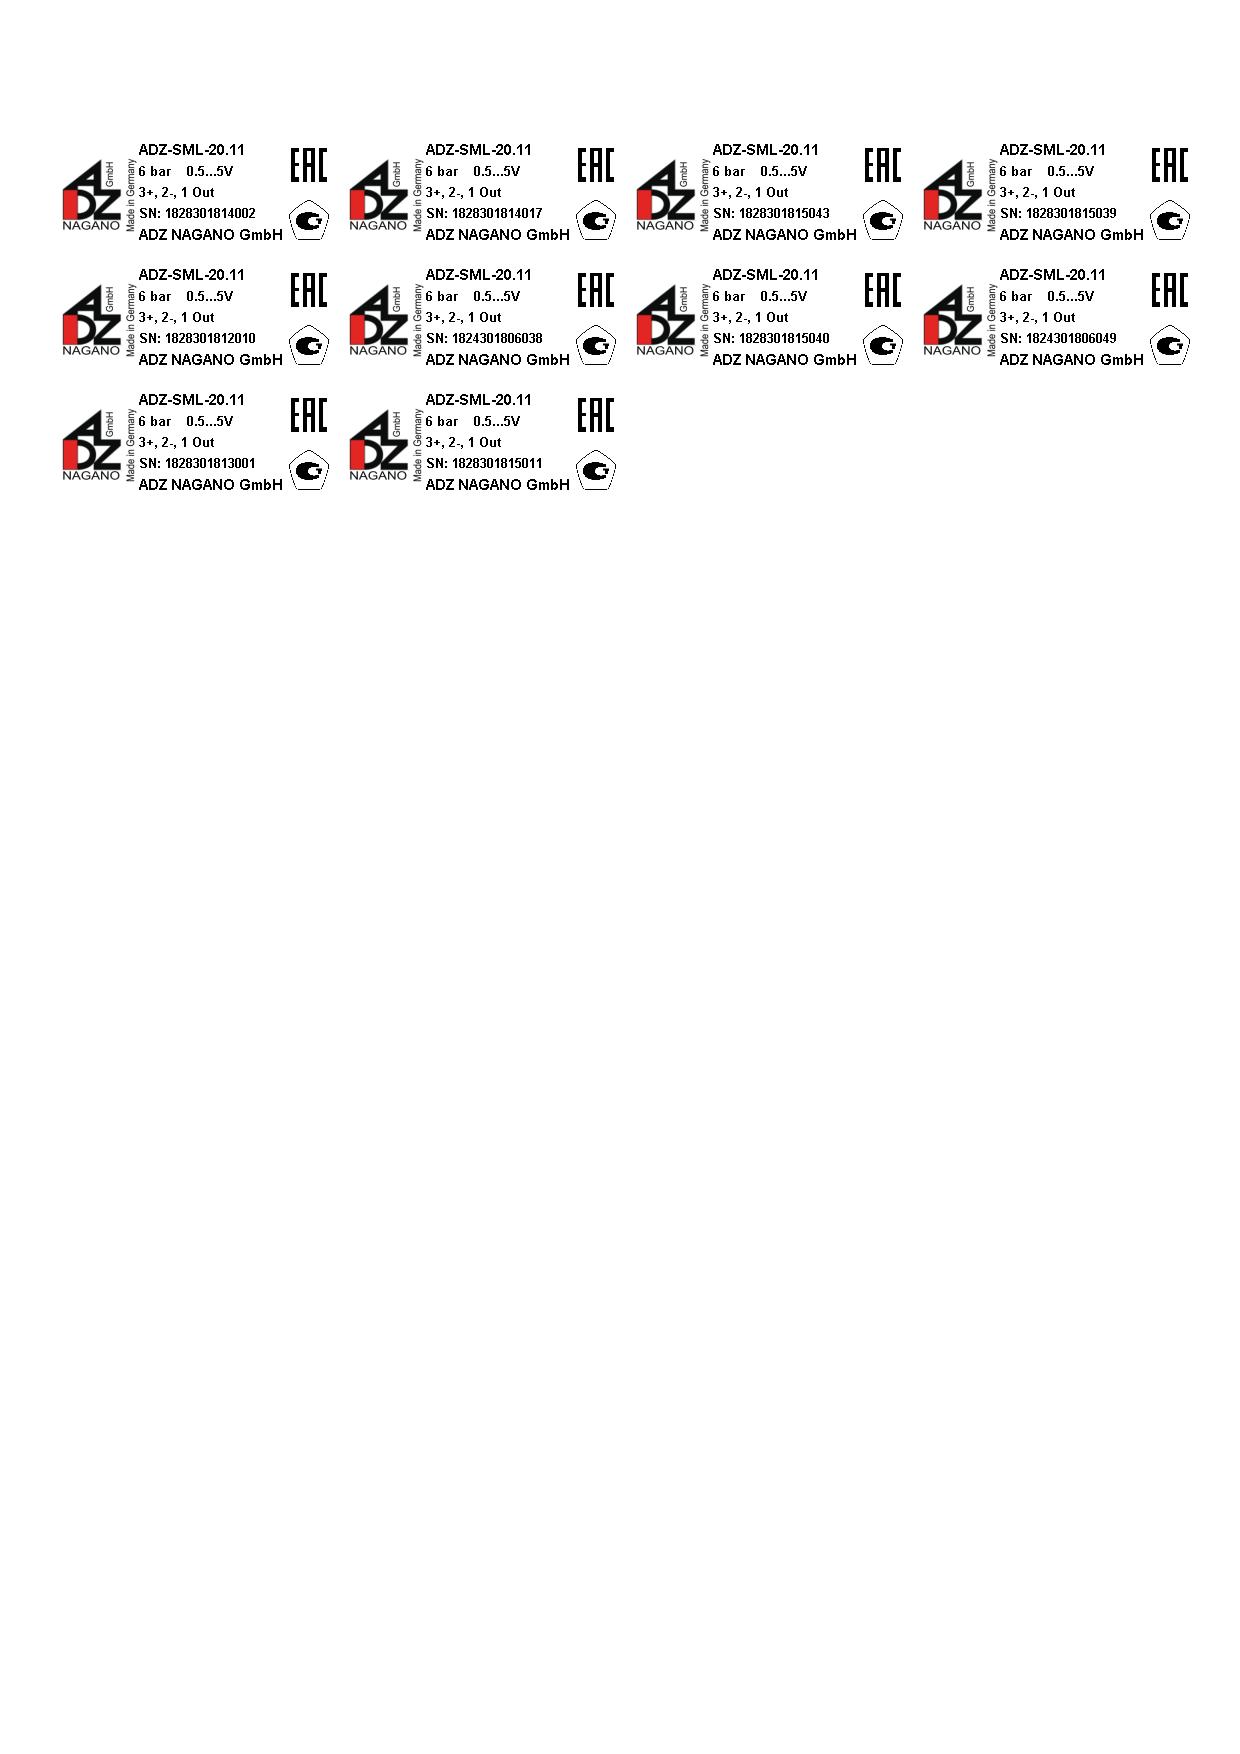 ADZ GmbH
NAGANO
Made in Germany
ADZ-SML-20.11
6 bar 0.5...5V
3+, 2-, 1 Out
SN: 1828301814002
ADZ NAGANO GmbH
EAC
ADZ GmbH
NAGANO
Made in Germany
ADZ-SML-20.11
6 bar 0.5...5V
3+, 2-, 1 Out
SN: 1828301814017
ADZ NAGANO GmbH
EAC
ADZ GmbH
NAGANO
Made in Germany
ADZ-SML-20.11
6 bar 0.5...5V
3+, 2-, 1 Out
SN: 1828301815043
ADZ NAGANO GmbH
EAC
ADZ GmbH
NAGANO
Made in Germany
ADZ-SML-20.11
6 bar 0.5...5V
3+, 2-, 1 Out
SN: 1828301815039
ADZ NAGANO GmbH
EAC
ADZ GmbH
NAGANO
Made in Germany
ADZ-SML-20.11
6 bar 0.5...5V
3+, 2-, 1 Out
SN: 1828301812010
ADZ NAGANO GmbH
EAC
ADZ GmbH
NAGANO
Made in Germany
ADZ-SML-20.11
6 bar 0.5...5V
3+, 2-, 1 Out
SN: 1824301806038
ADZ NAGANO GmbH
EAC
ADZ GmbH
NAGANO
Made in Germany
ADZ-SML-20.11
6 bar 0.5...5V
3+, 2-, 1 Out
SN: 1828301815040
ADZ NAGANO GmbH
EAC
ADZ GmbH
NAGANO
Made in Germany
ADZ-SML-20.11
6 bar 0.5...5V
3+, 2-, 1 Out
SN: 1824301806049
ADZ NAGANO GmbH
EAC
ADZ GmbH
NAGANO
Made in Germany
ADZ-SML-20.11
6 bar 0.5...5V
3+, 2-, 1 Out
SN: 1828301813001
ADZ NAGANO GmbH
EAC
ADZ GmbH
NAGANO
Made in Germany
ADZ-SML-20.11
6 bar 0.5...5V
3+, 2-, 1 Out
SN: 1828301815011
ADZ NAGANO GmbH
EAC